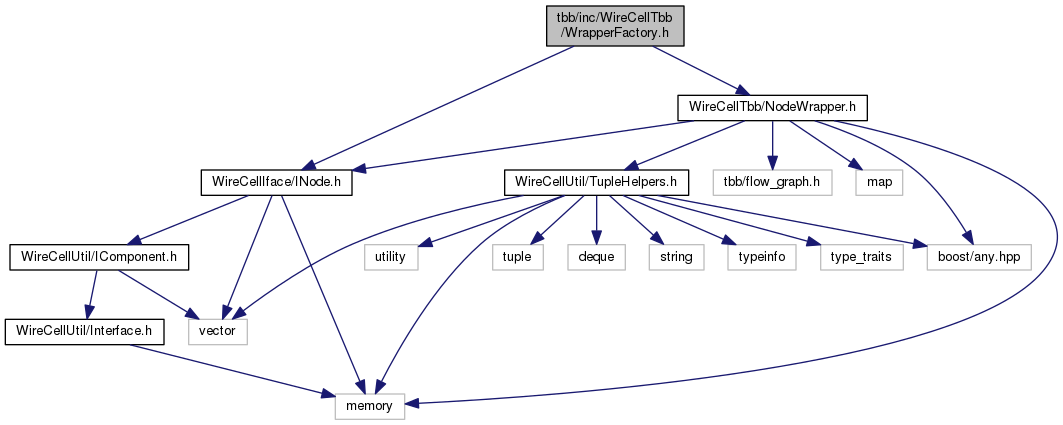 tbb/inc/WireCellTbb
/WrapperFactory.h
WireCellTbb/NodeWrapper.h
WireCellIface/INode.h
WireCellUtil/TupleHelpers.h
tbb/flow_graph.h
map
WireCellUtil/IComponent.h
utility
tuple
deque
string
typeinfo
type_traits
boost/any.hpp
WireCellUtil/Interface.h
vector
memory